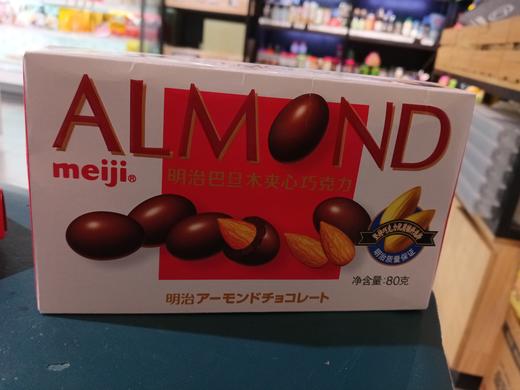 ALMOND
meiji®
明治巴旦木夹心巧克力
明治质量保证
净含量:80克
明治 アーモンドチョコレート